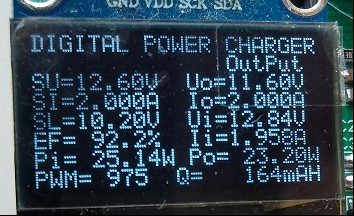 GND VDD SCK SDA
DIGITAL POWER CHARGER
OutPut
SU=12.60V Uo=11.60V
SI=2.000A Io=2.000A
SL=10.20V Ui=12.84V
EF= 92.2% Ii=1.958A
Pi= 25.14W Po= 23.20W
PWM= 975 Q= 164mAH